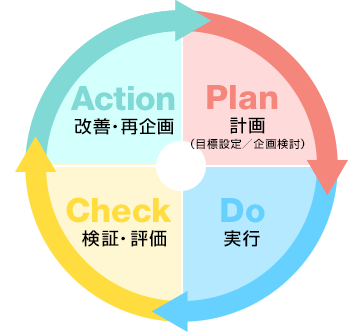 Action
改善・再企画
Plan
計画
(目標設定／企画検討)
Check
検証・評価
Do
実行